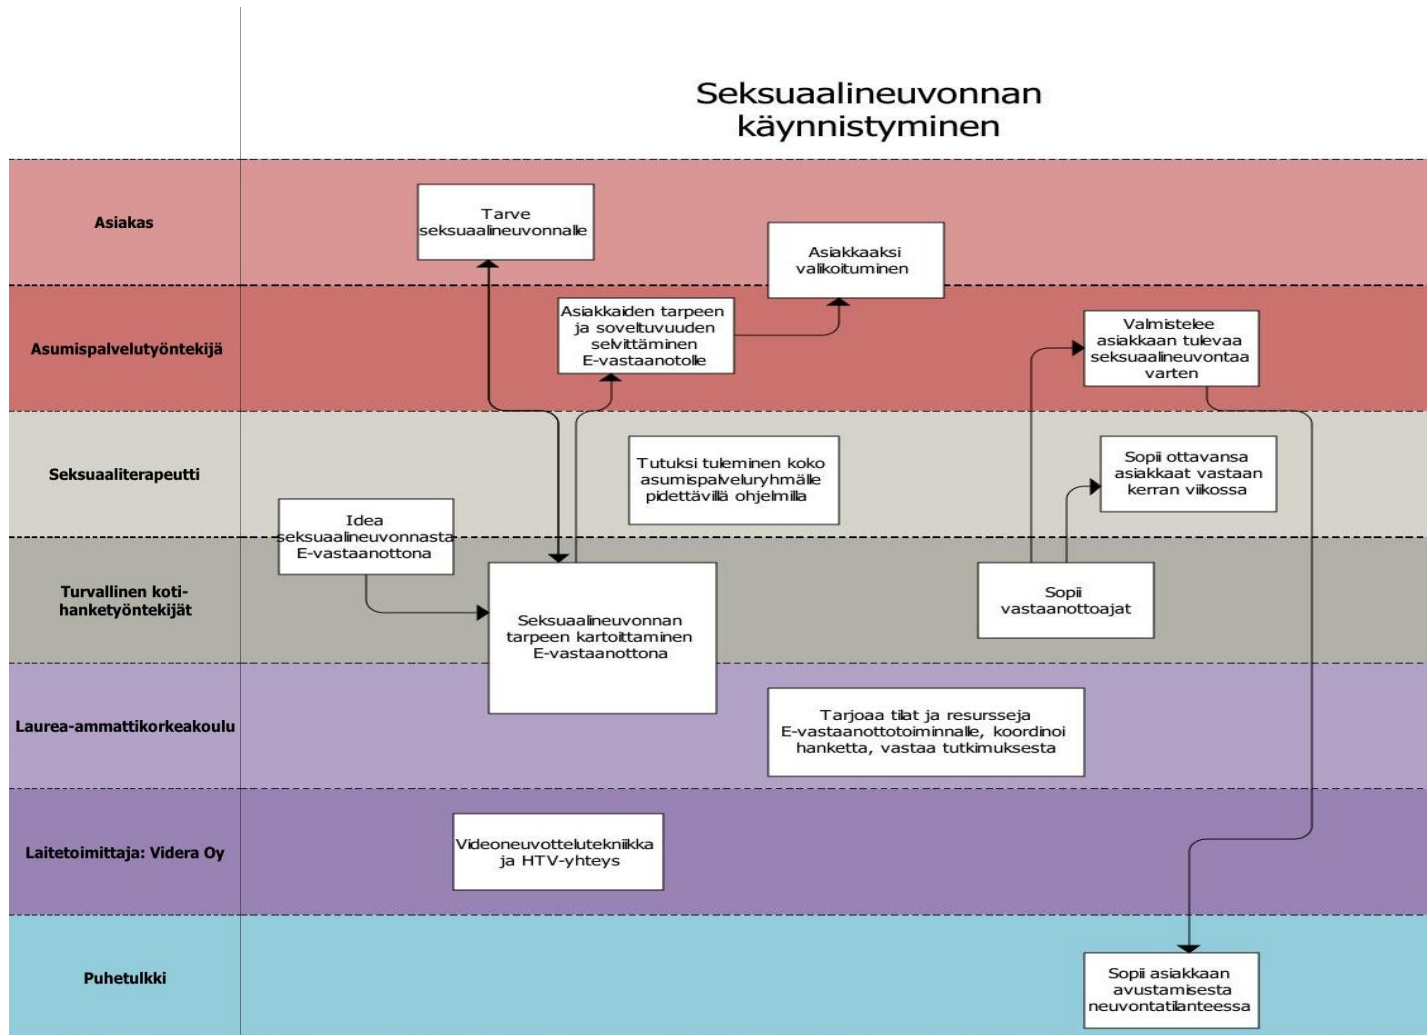 Seksuaalineuvonnan
käynnistyminen
Asiakas
Tarve
seksuaalineuvonnalle
Asiakkaaksi
valikoituminen
Asumispalvelutyöntekijä
Asiakkaiden tarpeen
ja soveltuvuuden
selvittäminen
E-vastaanotolle
Valmistelee
asiakkaan tulevaa
seksuaalineuvontaa
varten
Seksuaaliterapeutti
Idea
seksuaalineuvonnasta
E-vastaanottona
Tutuksi tuleminen koko
asumispalveluryhmälle
pidettävillä ohjelmilla
Sopii ottavansa
asiakkaat vastaan
kerran viikossa
Turvallinen koti-
hanketyöntekijät
Seksuaalineuvonnan
tarpeen kartoittaminen
E-vastaanottona
Sopii
vastaanottoajat
Laurea-ammattikorkeakoulu
Tarjoaa tilat ja resursseja
E-vastaanottotoiminnalle, koordinoi
hanketta, vastaa tutkimuksesta
Laitetoimittaja: Videra Oy
Videoneuvottelutekniikka
ja HTV-yhteys
Puhetulkki
Sopii asiakkaan
avustamisesta
neuvontatilanteessa